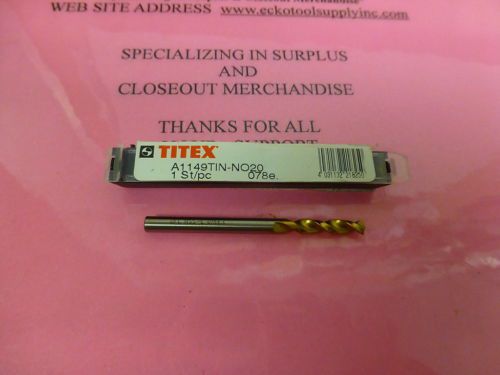 WEB SITE ADDRESS www.eckotoolsupplyinc.com
SPECIALIZING IN SURPLUS
AND
CLOSEOUT MERCHANDISE
THANKS FOR ALL
TITEX
A1149TIN-NO20
1 St/pc 078e.